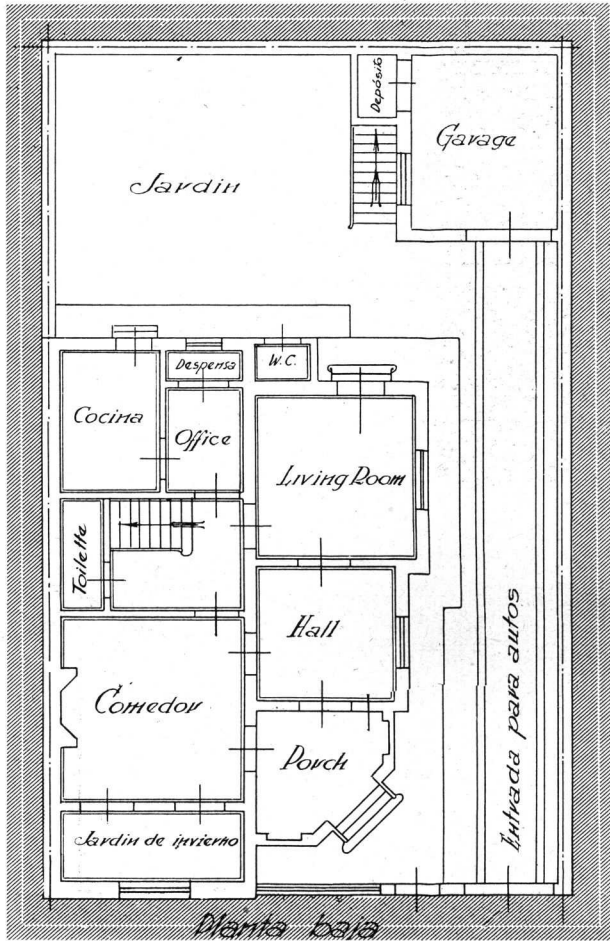 Depósito
Garage
Jardin
Despensa
W.C.
Cocina
Office
Living Room
Toilette
Hall
Comedor
Porch
Entrada para autos
Jardin de invierno
Planta baja